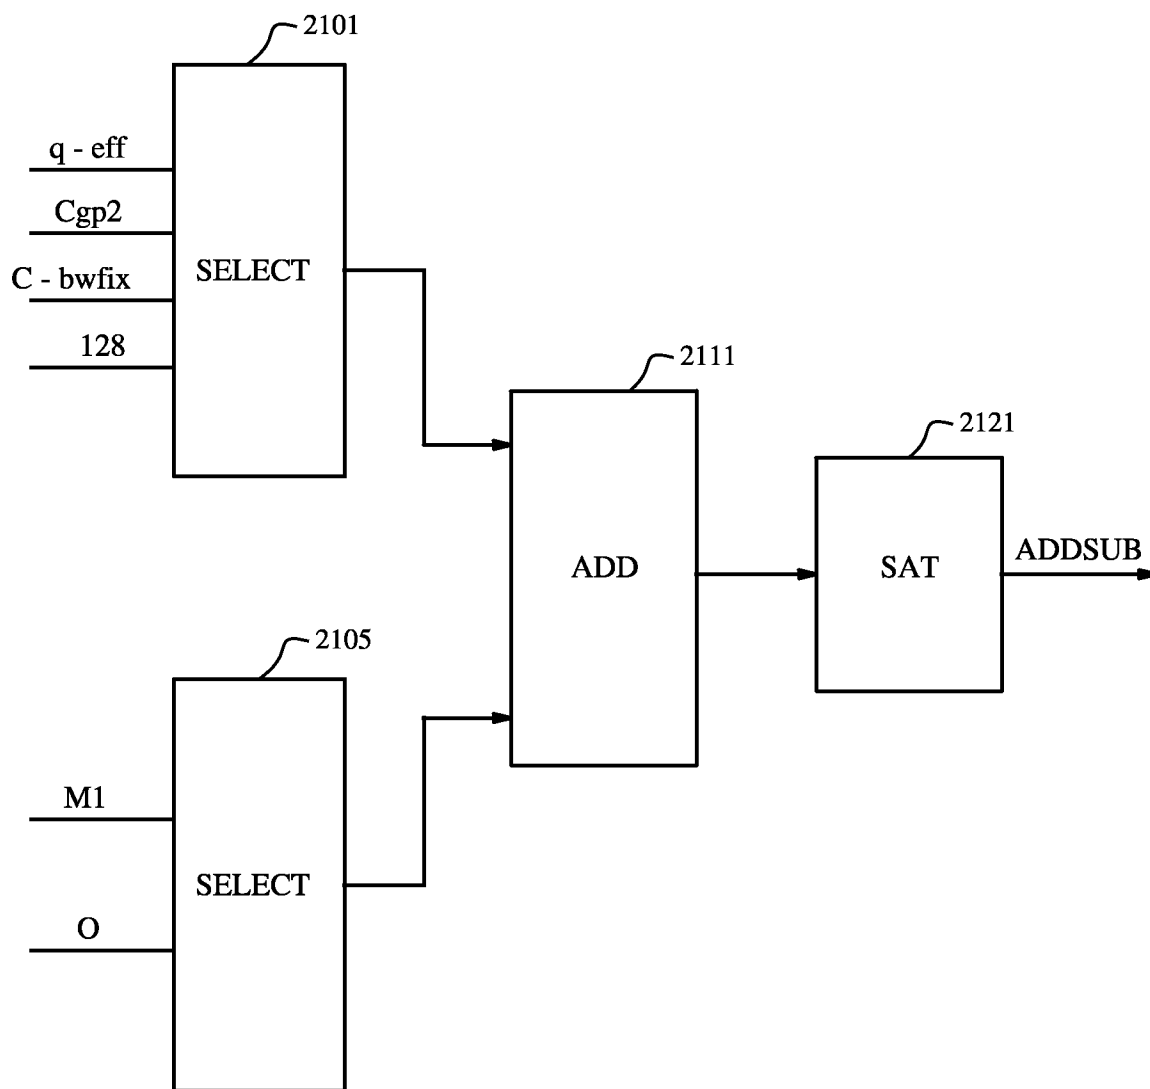 2101
q - eff
Cgp2
C - bwfix
128
SELECT
2111
ADD
2121
SAT
ADDSUB
2105
M1
O
SELECT